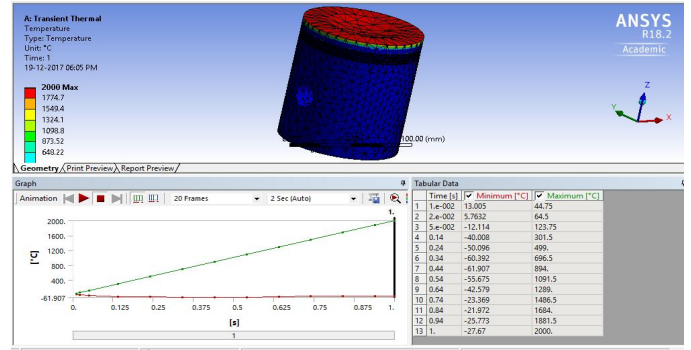 A: Transient Thermal
Temperature
Type: Temperature
Unit: °C
Time: 1
19-12-2017 06:05 PM
2000 Max
1774.7
1549.4
1324.1
1098.8
873.52
648.22
ANSYS
R18.2
Academic
Z
Y
X
100.00 (mm)
Geometry Print Preview Report Preview
Graph
Animation 20 Frames 2 Sec (Auto)
1.
2000.
1600.
1200.
800.
400.
-61.907
[°C]
0. 0.125 0.25 0.375 0.5 0.625 0.75 0.875 1.
[s]
1
Tabular Data
Time [s] Minimum [°C] Maximum [°C]
1 1.e-002 13.005 44.75
2 2.e-002 5.7632 64.5
3 5.e-002 -12.114 123.75
4 0.14 -40.008 301.5
5 0.24 -50.096 499.
6 0.34 -60.392 696.5
7 0.44 -61.907 894.
8 0.54 -55.675 1091.5
9 0.64 -42.579 1289.
10 0.74 -23.369 1486.5
11 0.84 -21.972 1684.
12 0.94 -25.773 1881.5
13 1. -27.67 2000.